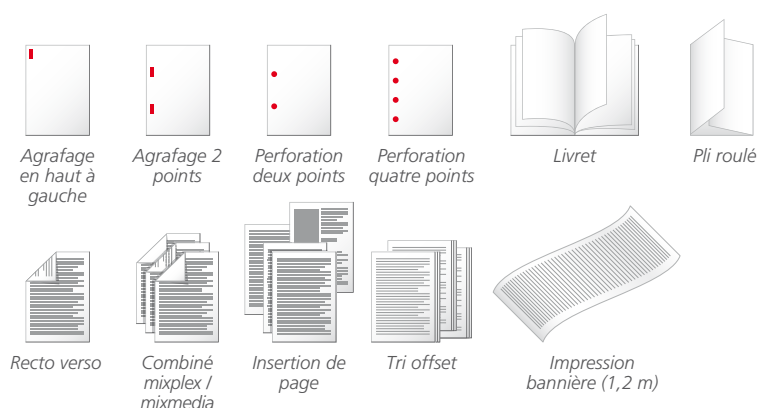 Agrafage
en haut à
gauche
Agrafage 2
points
Perforation
deux points
Perforation
quatre points
Livret
Pli roulé
Recto verso
Combiné
mixplex /
mixmedia
Insertion de
page
Tri offset
Impression
bannière (1,2 m)